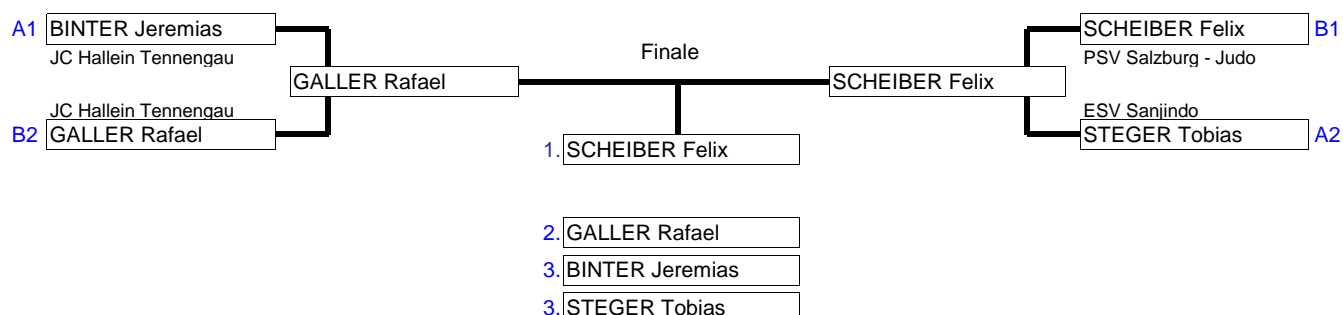 A1 BINTER Jeremias
JC Hallein Tennengau
GALLER Rafael
JC Hallein Tennengau
B2 GALLER Rafael
Finale
SCHEIBER Felix B1
PSV Salzburg - Judo
SCHEIBER Felix
ESV Sanjindo
STEGER Tobias A2
1. SCHEIBER Felix
2. GALLER Rafael
3. BINTER Jeremias
3. STEGER Tobias